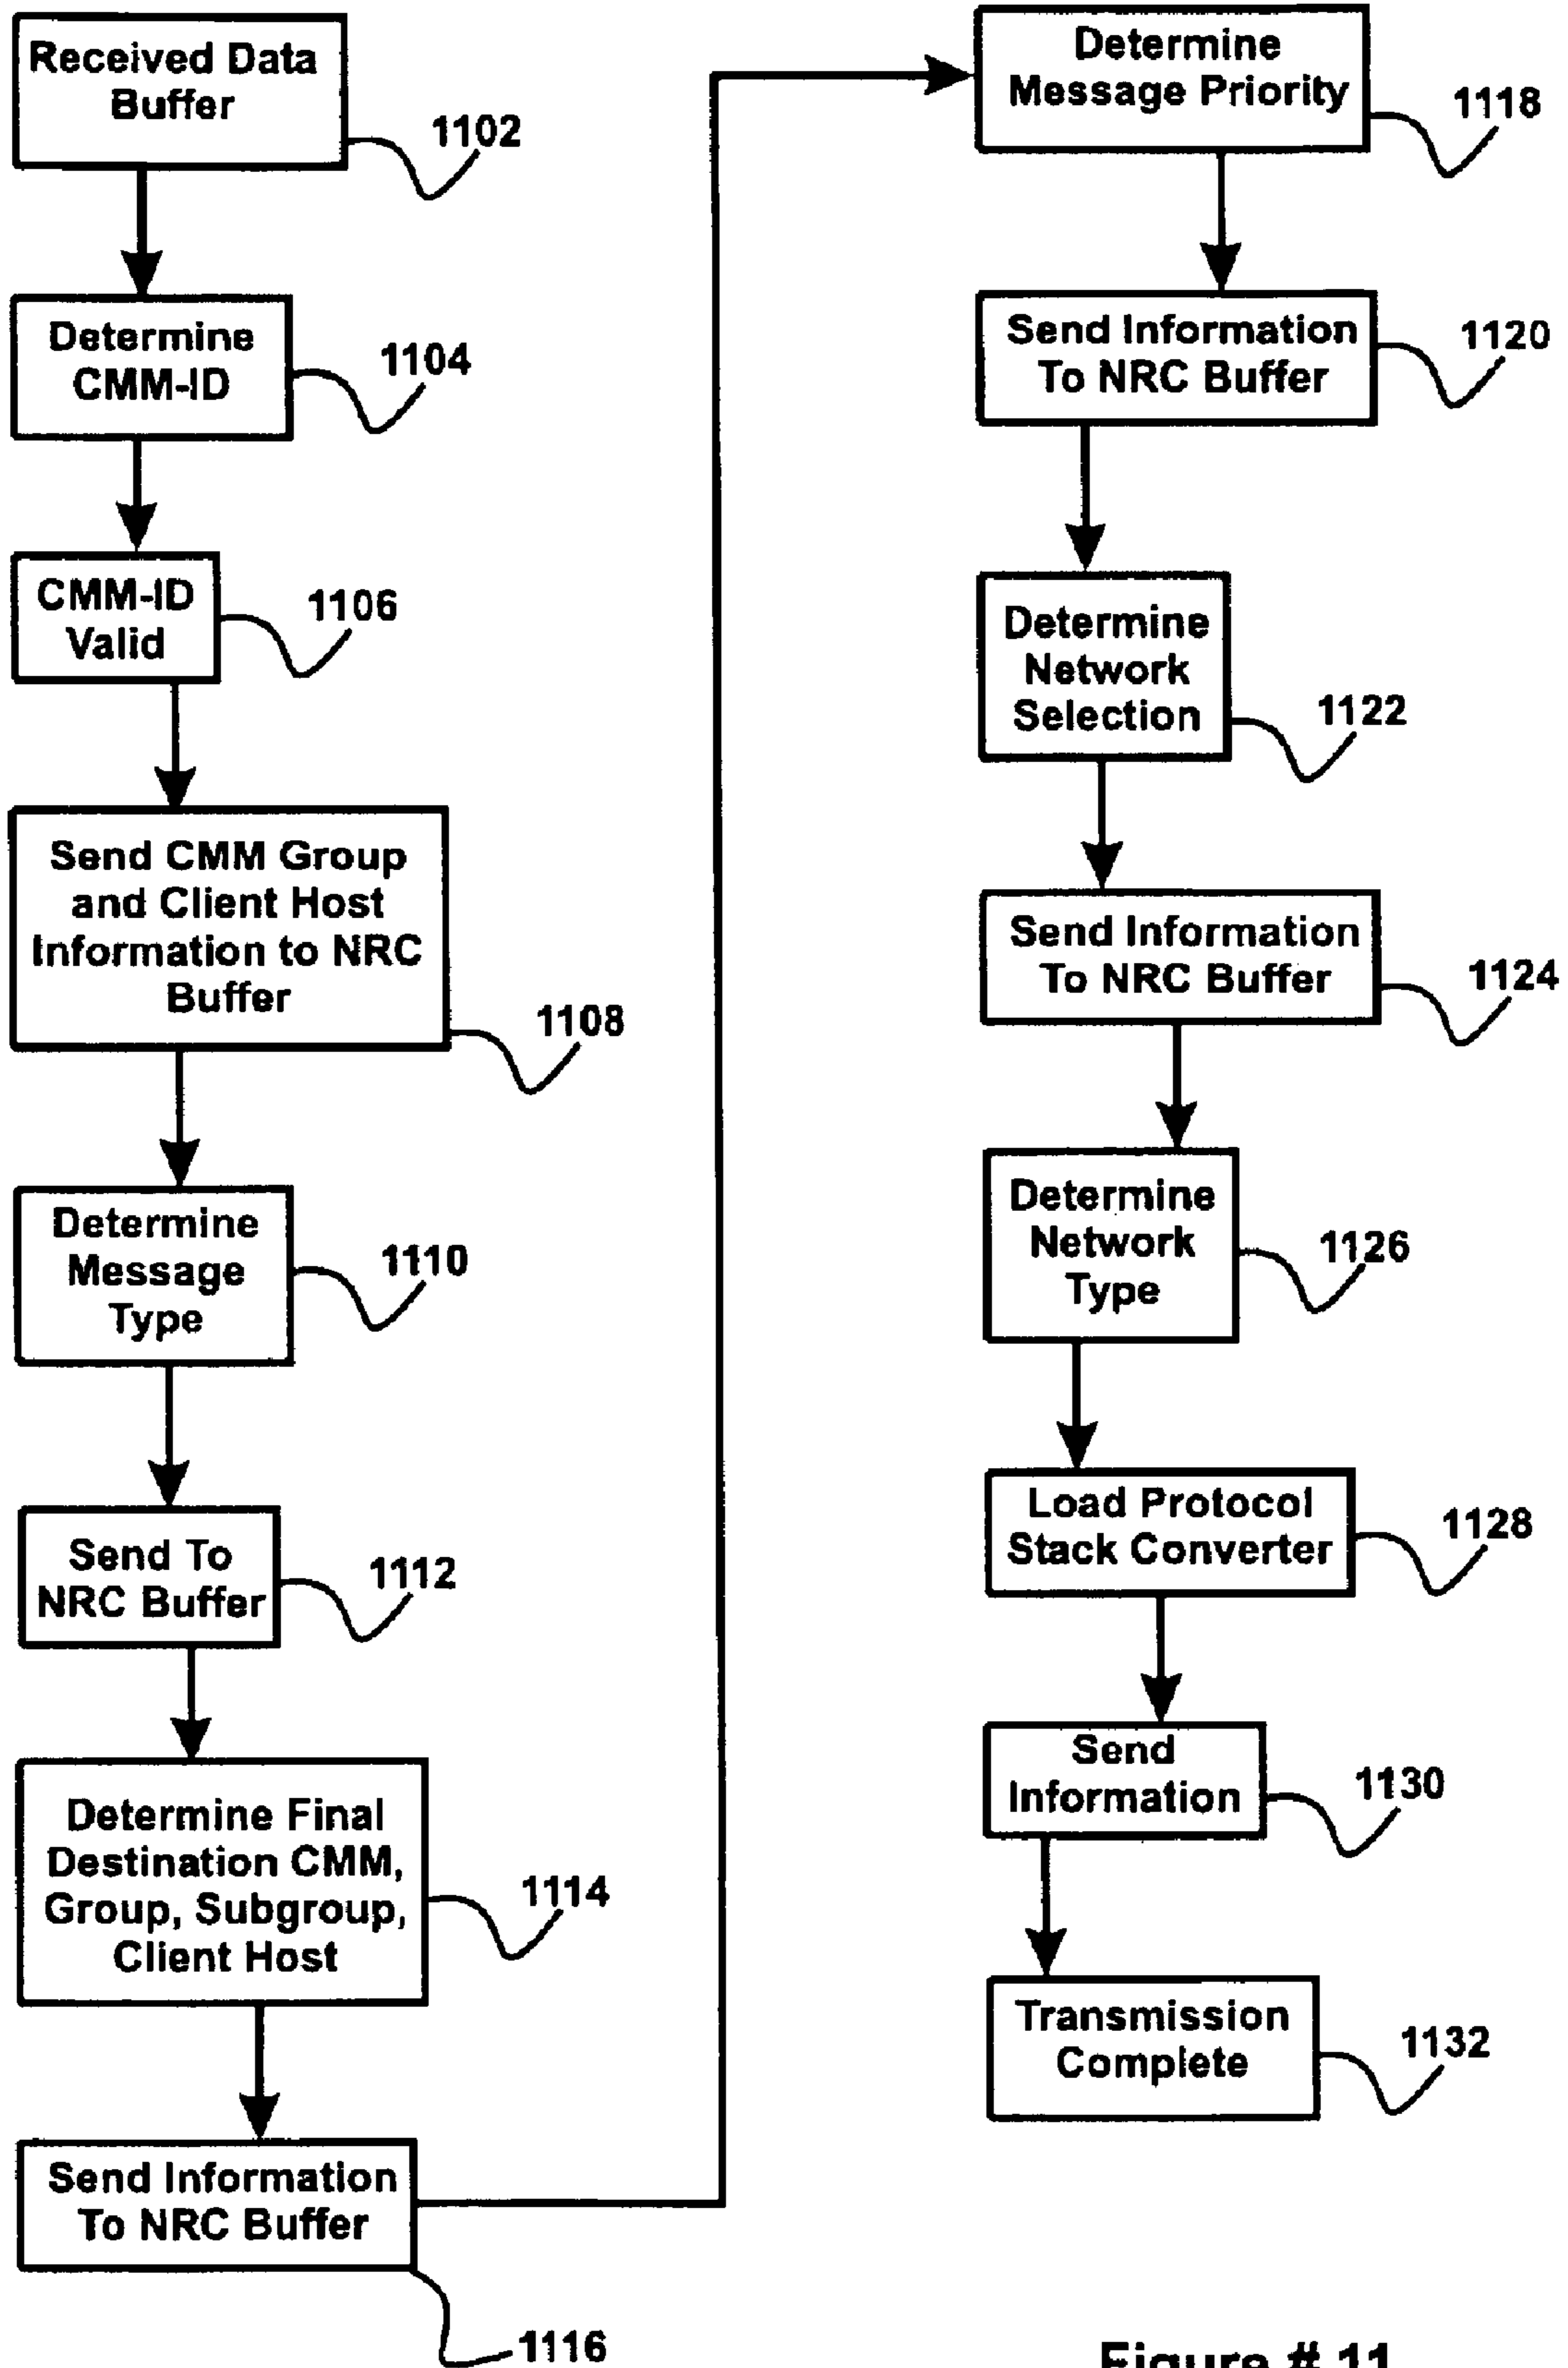 Received Data
Buffer
1102
Determine
CMM-ID
1104
CMM-ID
Valid
1106
Send CMM Group
and Client Host
Information to NRC
Buffer
1108
Determine
Message
Type
1110
Send To
NRC Buffer
1112
Determine Final
Destination CMM,
Group, Subgroup,
Client Host
1114
Send Information
To NRC Buffer
1116
Determine
Message Priority
1118
Send Information
To NRC Buffer
1120
Determine
Network
Selection
1122
Send Information
To NRC Buffer
1124
Determine
Network
Type
1126
Load Protocol
Stack Converter
1128
Send
Information
1130
Transmission
Complete
1132
Figure # 11